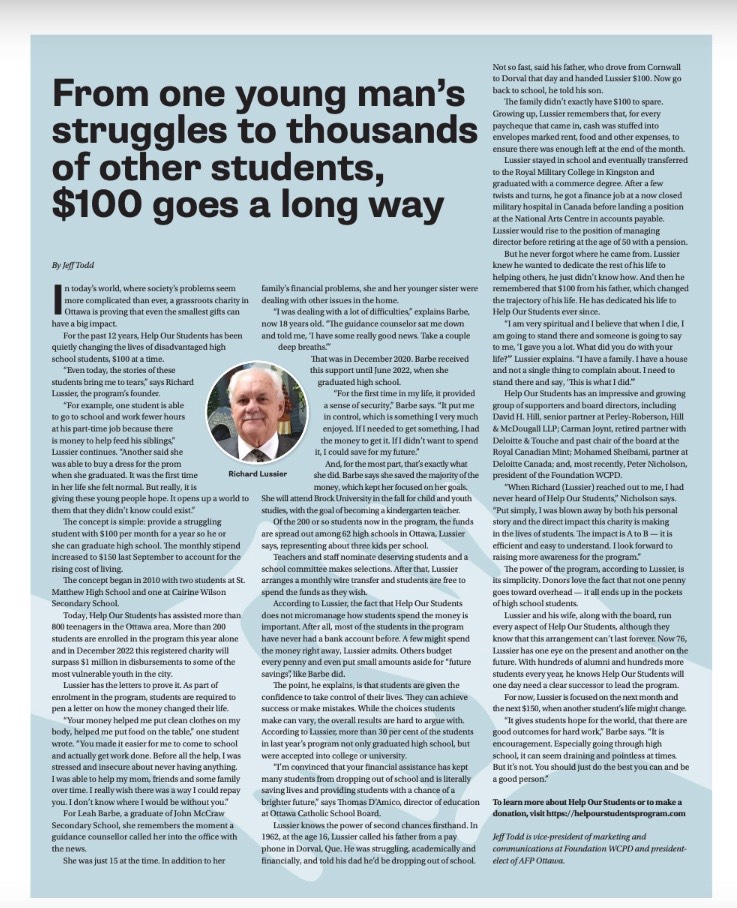 From one young man's
struggles to thousands
of other students,
$100 goes a long way
By Jeff Todd
In today's world, where society's problems seem
more complicated than ever, a grassroots charity in
Ottawa is proving that even the smallest gifts can
have a big impact.
For the past 12 years, Help Our Students has been
quietly changing the lives of disadvantaged high
school students, $100 at a time.
"Even today, the stories of these
students bring me to tears," says Richard
Lussier, the program's founder.
"For example, one student is able
to go to school and work fewer hours
at his part-time job because there
is money to help feed his siblings,"
Lussier continues. "Another said she
was able to buy a dress for the prom
when she graduated. It was the first time
in her life she felt normal. But really, it is
giving these young people hope. It opens up a world to
them that they didn't know could exist."
The concept is simple: provide a struggling
student with $100 per month for a year so he or
she can graduate high school. The monthly stipend
increased to $150 last September to account for the
rising cost of living.
The concept began in 2010 with two students at St.
Matthew High School and one at Cairine Wilson
Secondary School.
Today, Help Our Students has assisted more than
800 teenagers in the Ottawa area. More than 200
students are enrolled in the program this year alone
and in December 2022 this registered charity will
surpass $1 million in disbursements to some of the
most vulnerable youth in the city.
Lussier has the letters to prove it. As part of
enrolment in the program, students are required to
pen a letter on how the money changed their life.
"Your money helped me put clean clothes on my
body, helped me put food on the table," one student
wrote. "You made it easier for me to come to school
and actually get work done. Before all the help, I was
stressed and insecure about never having anything.
I was able to help my mom, friends and some family
over time. I really wish there was a way I could repay
you. I don't know where I would be without you."
For Leah Barbe, a graduate of John McCraw
Secondary School, she remembers the moment a
guidance counsellor called her into the office with
the news.
She was just 15 at the time. In addition to her
Richard Lussier
family's financial problems, she and her younger sister were
dealing with other issues in the home.
"I was dealing with a lot of difficulties," explains Barbe,
now 18 years old. "The guidance counselor sat me down
and told me, 'I have some really good news. Take a couple
deep breaths.'"
That was in December 2020. Barbe received
this support until June 2022, when she
graduated high school.
"For the first time in my life, it provided
a sense of security," Barbe says. "It put me
in control, which is something I very much
enjoyed. If I needed to get something, I had
the money to get it. If I didn't want to spend
it, I could save for my future."
And, for the most part, that's exactly what
she did. Barbe says she saved the majority of the
money, which kept her focused on her goals.
She will attend Brock University in the fall for child and youth
studies, with the goal of becoming a kindergarten teacher.
Of the 200 or so students now in the program, the funds
are spread out among 62 high schools in Ottawa, Lussier
says, representing about three kids per school.
Teachers and staff nominate deserving students and a
school committee makes selections. After that, Lussier
arranges a monthly wire transfer and students are free to
spend the funds as they wish.
According to Lussier, the fact that Help Our Students
does not micromanage how students spend the money is
important. After all, most of the students in the program
have never had a bank account before. A few might spend
the money right away, Lussier admits. Others budget
every penny and even put small amounts aside for "future
savings", like Barbe did.
The point, he explains, is that students are given the
confidence to take control of their lives. They can achieve
success or make mistakes. While the choices students
make can vary, the overall results are hard to argue with.
According to Lussier, more than 30 per cent of the students
in last year's program not only graduated high school, but
were accepted into college or university.
"I'm convinced that your financial assistance has kept
many students from dropping out of school and is literally
saving lives and providing students with a chance of a
brighter future," says Thomas D'Amico, director of education
at Ottawa Catholic School Board.
Lussier knows the power of second chances firsthand. In
1962, at the age 16, Lussier called his father from a pay
phone in Dorval, Que. He was struggling, academically and
financially, and told his dad he'd be dropping out of school.
Not so fast, said his father, who drove from Cornwall
to Dorval that day and handed Lussier $100. Now go
back to school, he told his son.
The family didn't exactly have $100 to spare.
Growing up, Lussier remembers that, for every
paycheque that came in, cash was stuffed into
envelopes marked rent, food and other expenses, to
ensure there was enough left at the end of the month.
Lussier stayed in school and eventually transferred
to the Royal Military College in Kingston and
graduated with a commerce degree. After a few
twists and turns, he got a finance job at a now closed
military hospital in Canada before landing a position
at the National Arts Centre in accounts payable.
Lussier would rise to the position of managing
director before retiring at the age of 50 with a pension.
But he never forgot where he came from. Lussier
knew he wanted to dedicate the rest of his life to
helping others, he just didn't know how. And then he
remembered that $100 from his father, which changed
the trajectory of his life. He has dedicated his life to
Help Our Students ever since.
"I am very spiritual and I believe that when I die, I
am going to stand there and someone is going to say
to me, 'I gave you a lot. What did you do with your
life?'" Lussier explains. "I have a family. I have a house
and not a single thing to complain about. I need to
stand there and say, 'This is what I did.'"
Help Our Students has an impressive and growing
group of supporters and board directors, including
David H. Hill, senior partner at Perley-Roberson, Hill
& McDougall LLP; Carman Joynt, retired partner with
Deloitte & Touche and past chair of the board at the
Royal Canadian Mint; Mohamed Sheibani, partner at
Deloitte Canada; and, most recently, Peter Nicholson,
president of the Foundation WCPD.
"When Richard (Lussier) reached out to me, I had
never heard of Help Our Students," Nicholson says.
"Put simply, I was blown away by both his personal
story and the direct impact this charity is making
in the lives of students. The impact is A to B — it is
efficient and easy to understand. I look forward to
raising more awareness for the program."
The power of the program, according to Lussier, is
its simplicity. Donors love the fact that not one penny
goes toward overhead — it all ends up in the pockets
of high school students.
Lussier and his wife, along with the board, run
every aspect of Help Our Students, although they
know that this arrangement can't last forever. Now 76,
Lussier has one eye on the present and another on the
future. With hundreds of alumni and hundreds more
students every year, he knows Help Our Students will
one day need a clear successor to lead the program.
For now, Lussier is focused on the next month and
the next $150, when another student's life might change.
"It gives students hope for the world, that there are
good outcomes for hard work," Barbe says. "It is
encouragement. Especially going through high
school, it can seem draining and pointless at times.
But it's not. You should just do the best you can and be
a good person."
To learn more about Help Our Students or to make a
donation, visit https://helpourstudentsprogram.com
Jeff Todd is vice-president of marketing and
communications at Foundation WCPD and president-
elect of AFP Ottawa.